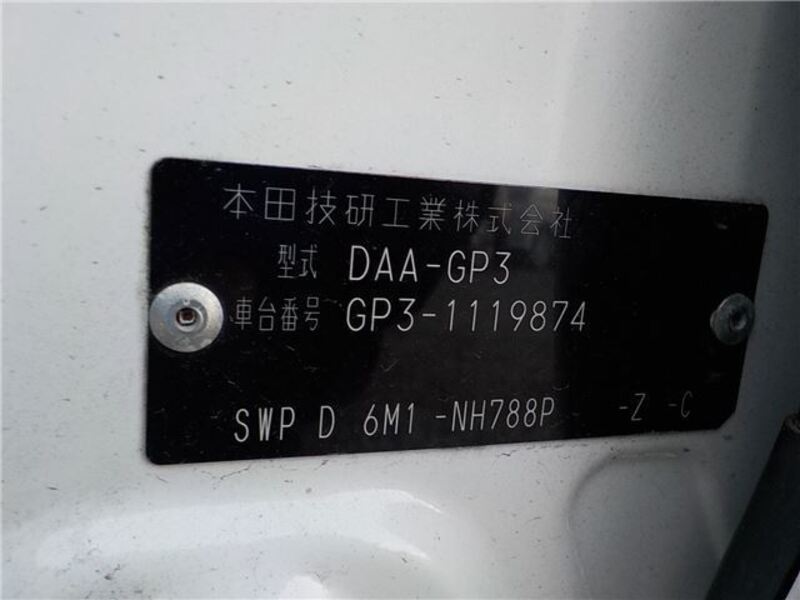 本田技研工業株式会社
型式 DAA-GP3
車台番号 GP3-1119874
SWP D 6M1 -NH788P -Z -C